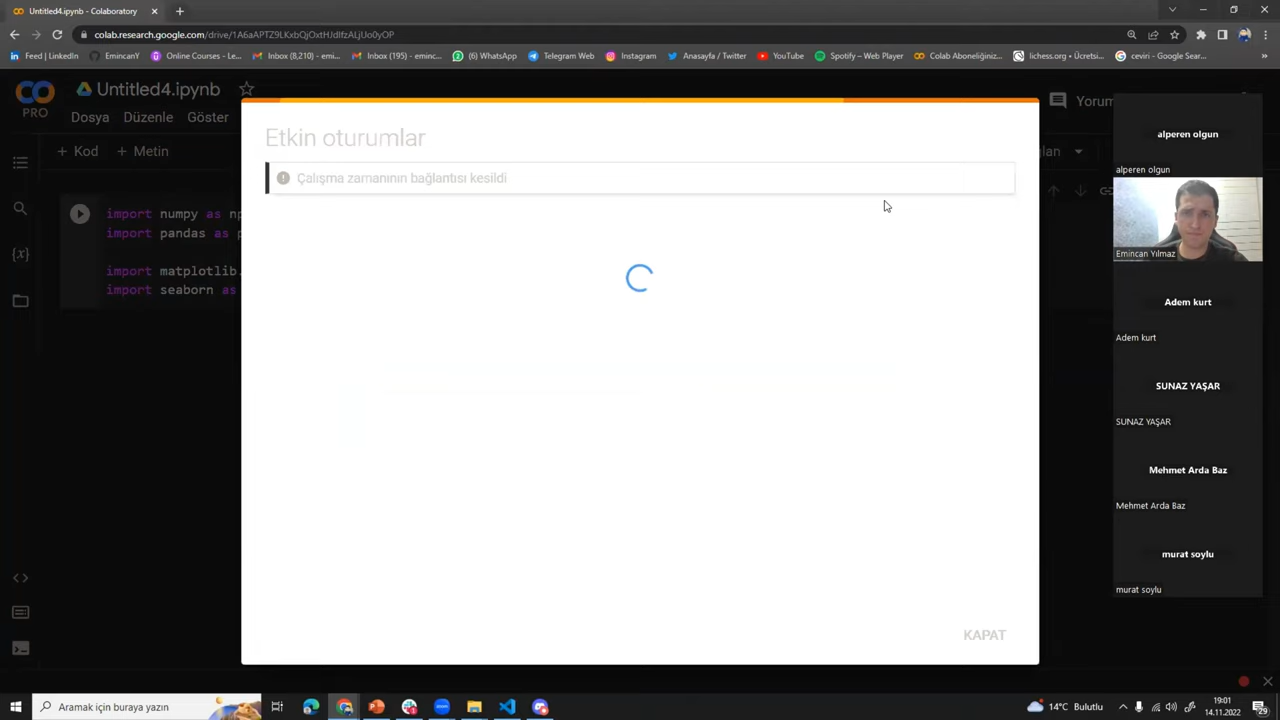 Untitled4.ipynb - Colaboratory
colab.research.google.com/drive/1A6aAPTZ9LKxbQjOxtHJdIfzALjUo0yOP
Feed | LinkedIn
EmincanY
Online Courses - Le...
Inbox (8,210) - emi...
Inbox (195) - eminc...
(6) WhatsApp
Telegram Web
Instagram
Anasayfa / Twitter
YouTube
Spotify – Web Player
Colab Aboneliğiniz...
lichess.org • Ücretsi...
ceviri - Google Sear...
PRO
Untitled4.ipynb
Dosya Düzenle Göster
Yorum
+ Kod + Metin
import numpy as np
import pandas as p
import matplotlib.
import seaborn as
Etkin oturumlar
Çalışma zamanının bağlantısı kesildi
KAPAT
alperen olgun
alperen olgun
Emincan Yılmaz
Adem kurt
Adem kurt
SUNAZ YAŞAR
SUNAZ YAŞAR
Mehmet Arda Baz
Mehmet Arda Baz
murat soylu
murat soylu
Aramak için buraya yazın
14°C Bulutlu
19:01
14.11.2022
29